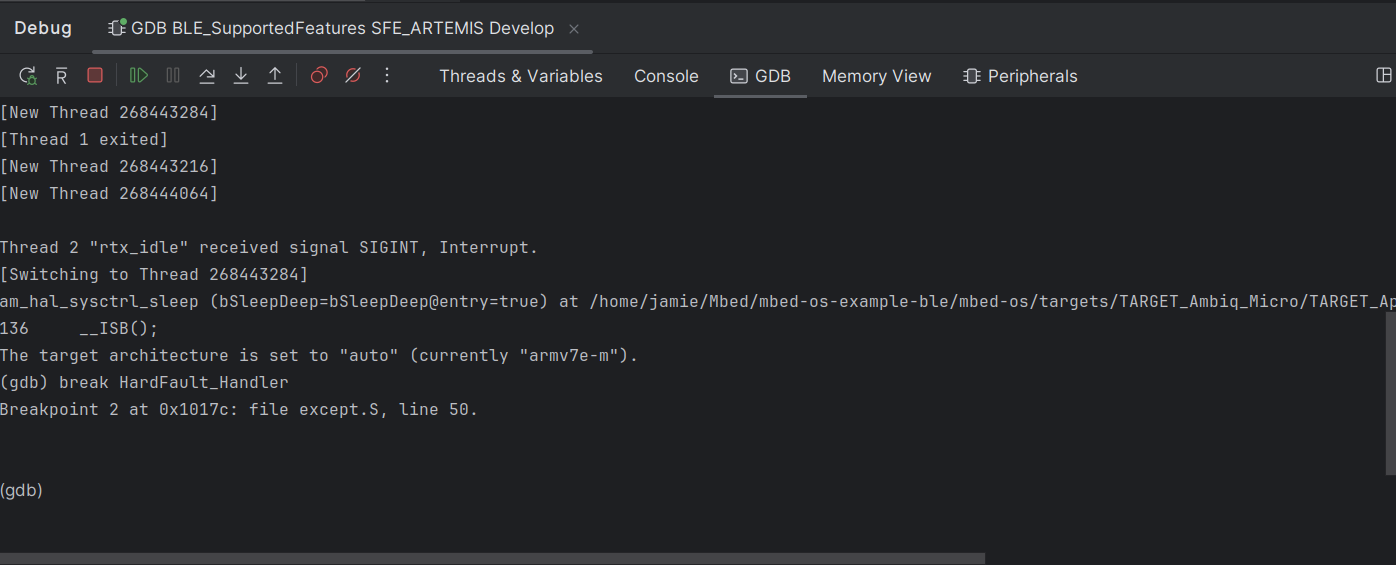 Debug GDB BLE_SupportedFeatures SFE_ARTEMIS Develop
Threads & Variables Console GDB Memory View Peripherals
[New Thread 268443284]
[Thread 1 exited]
[New Thread 268443216]
[New Thread 268444064]
Thread 2 "rtx_idle" received signal SIGINT, Interrupt.
[Switching to Thread 268443284]
am_hal_sysctrl_sleep (bSleepDeep=bSleepDeep@entry=true) at /home/jamie/Mbed/mbed-os-example-ble/mbed-os/targets/TARGET_Ambiq_Micro/TARGET_Ap
136 __ISB();
The target architecture is set to "auto" (currently "armv7e-m").
(gdb) break HardFault_Handler
Breakpoint 2 at 0x1017c: file except.S, line 50.
(gdb)